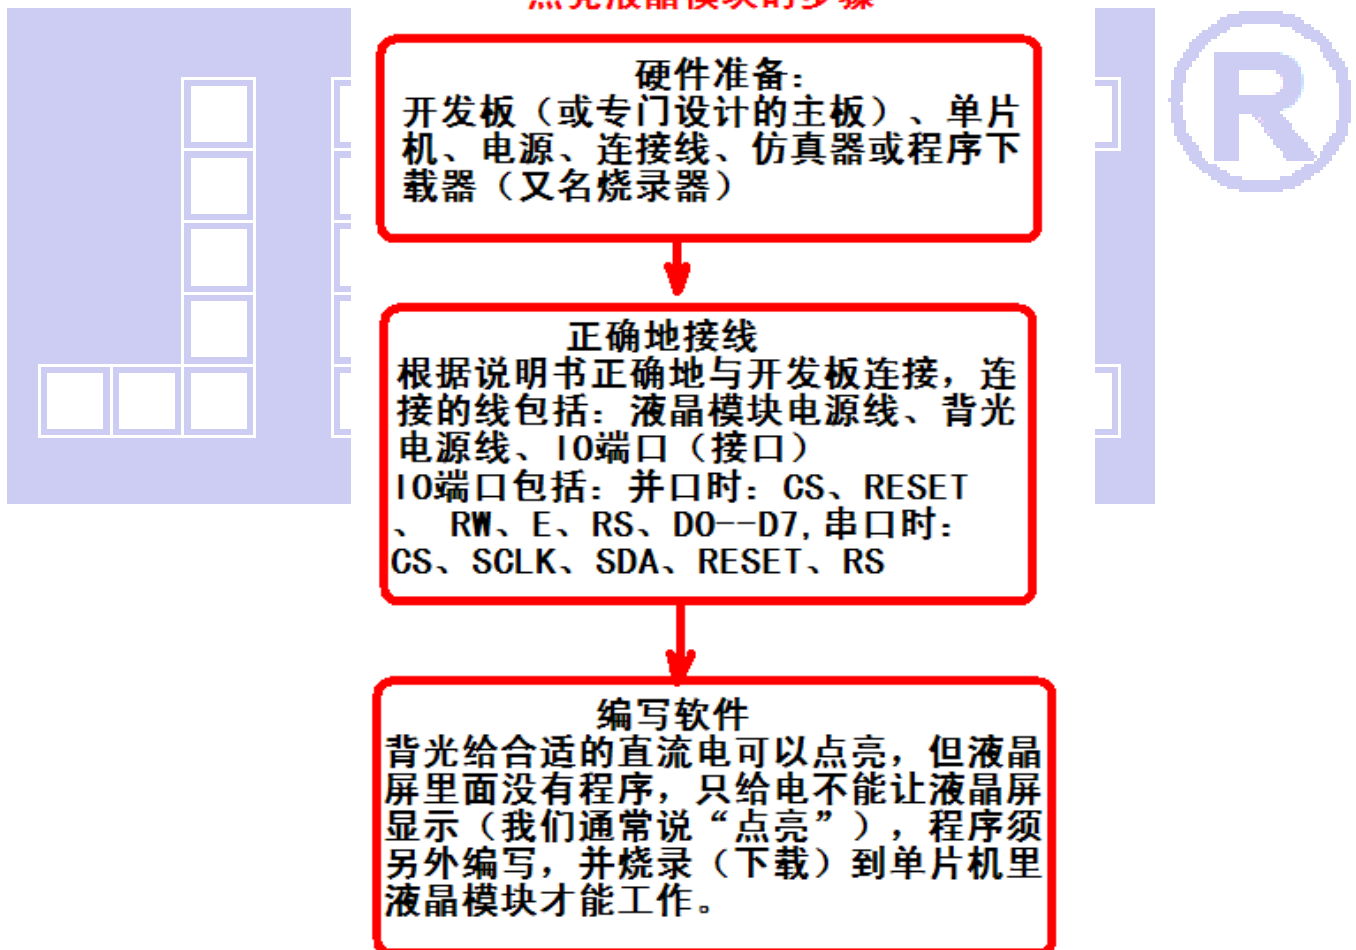 点亮液晶模块的步骤
硬件准备：
开发板（或专门设计的主板）、单片
机、电源、连接线、仿真器或程序下
载器（又名烧录器）
正确地接线
根据说明书正确地与开发板连接，连
接的线包括：液晶模块电源线、背光
电源线、IO端口（接口）
IO端口包括：并口时：CS、RESET
、 RW、E、RS、D0--D7,串口时：
CS、SCLK、SDA、RESET、RS
编写软件
背光给合适的直流电可以点亮，但液晶
屏里面没有程序，只给电不能让液晶屏
显示（我们通常说“点亮”），程序须
另外编写，并烧录（下载）到单片机里
液晶模块才能工作。
R